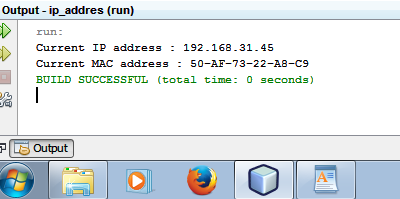 Output - ip_addres (run)
run:
Current IP address : 192.168.31.45
Current MAC address : 50-AF-73-22-A8-C9
BUILD SUCCESSFUL (total time: 0 seconds)
Output
A